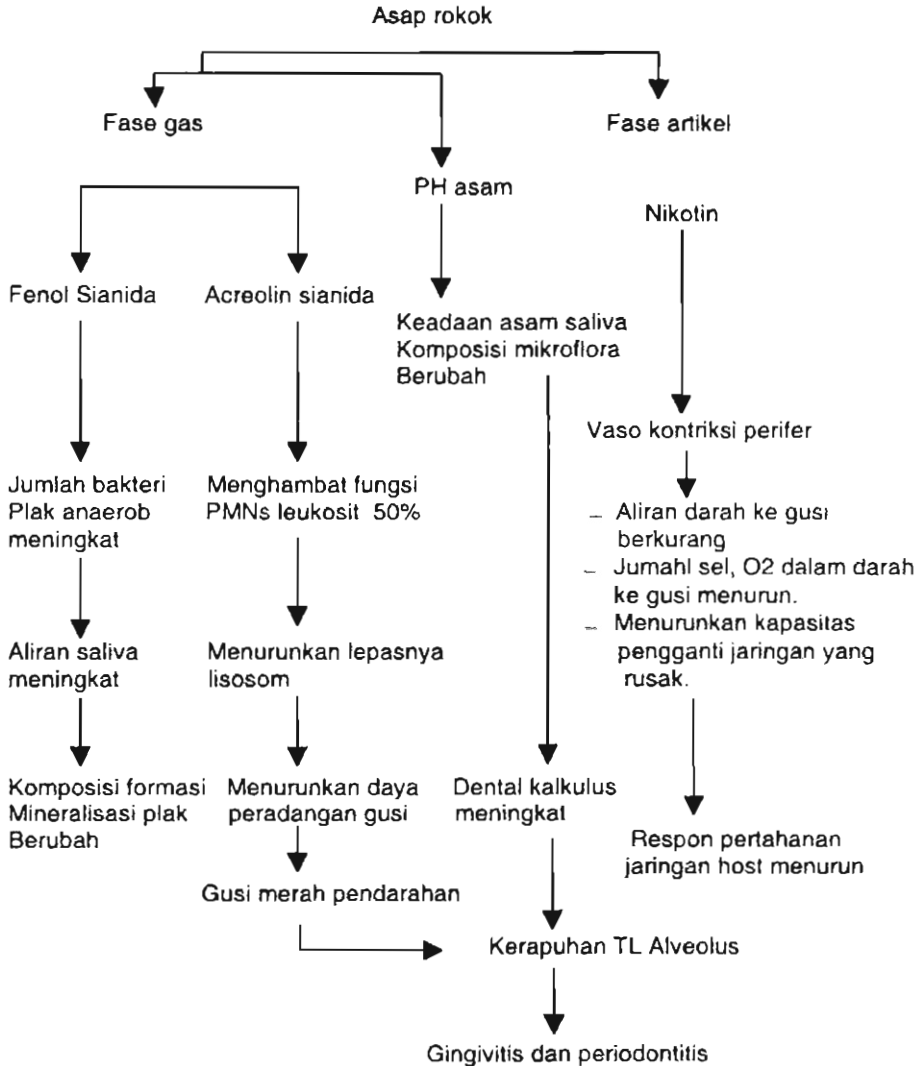 Asap rokok
Fase gas
Fase artikel
PH asam
Nikotin
Fenol Sianida
Acreolin sianida
Keadaan asam saliva
Komposisi mikroflora
Berubah
Vaso kontriksi perifer
Jumlah bakteri
Plak anaerob
meningkat
Menghambat fungsi
PMNs leukosit 50%
– Aliran darah ke gusi
berkurang
– Jumahl sel, O2 dalam darah
ke gusi menurun.
– Menurunkan kapasitas
pengganti jaringan yang
rusak.
Aliran saliva
meningkat
Menurunkan lepasnya
lisosom
Komposisi formasi
Mineralisasi plak
Berubah
Menurunkan daya
peradangan gusi
Dental kalkulus
meningkat
Respon pertahanan
jaringan host menurun
Gusi merah pendarahan
Kerapuhan TL Alveolus
Gingivitis dan periodontitis